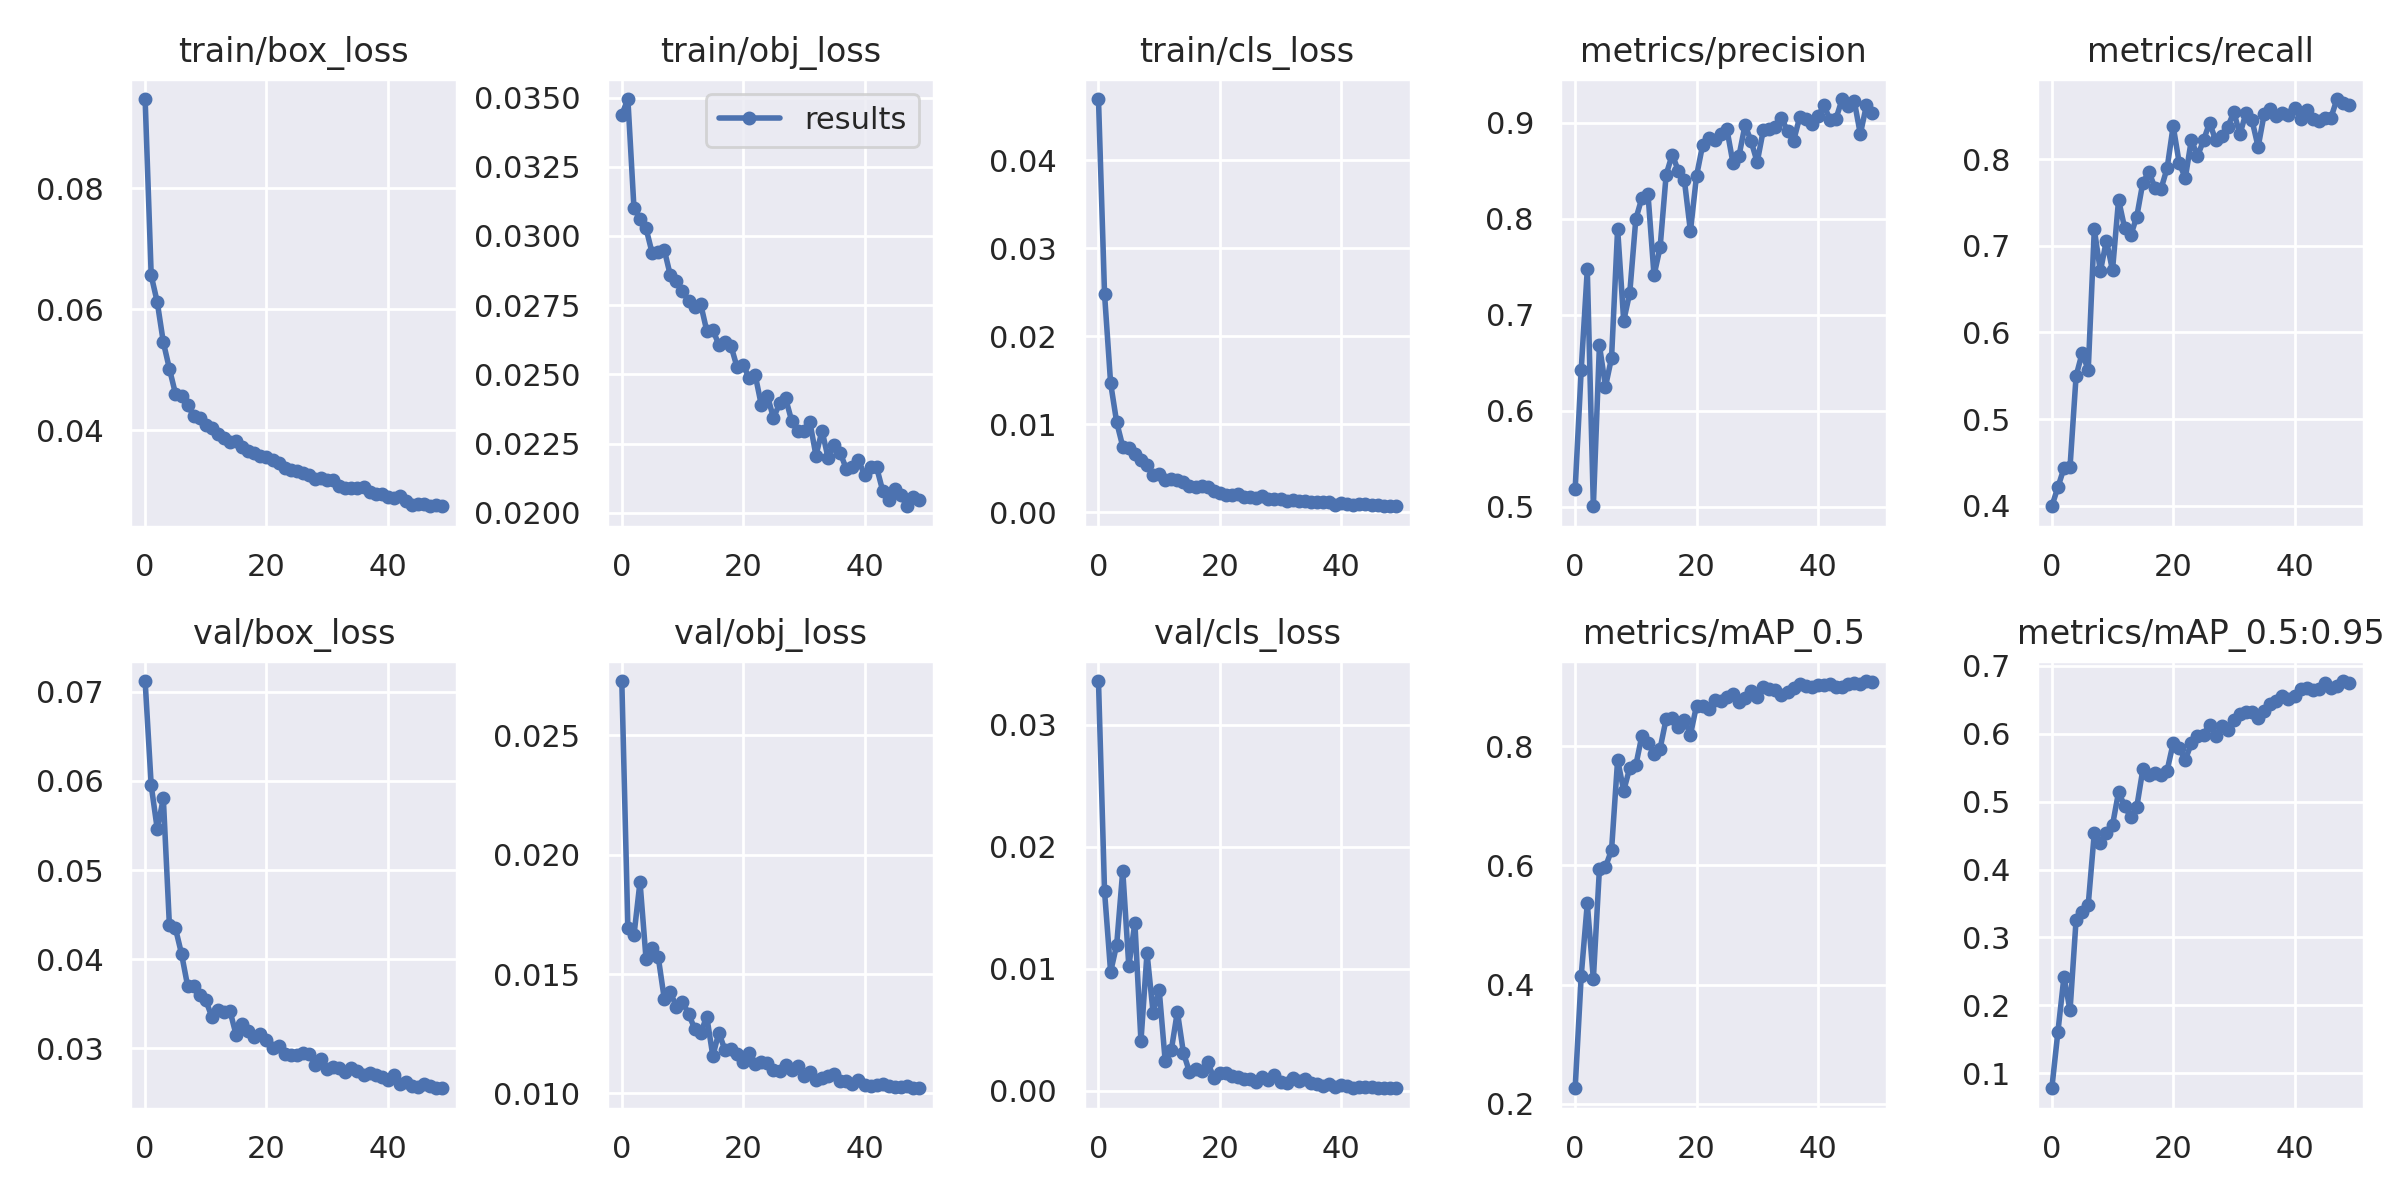 train/box_loss
0.08
0.06
0.04
0 20 40
train/obj_loss
results
0.0350
0.0325
0.0300
0.0275
0.0250
0.0225
0.0200
0 20 40
train/cls_loss
0.04
0.03
0.02
0.01
0.00
0 20 40
metrics/precision
0.9
0.8
0.7
0.6
0.5
0 20 40
metrics/recall
0.8
0.7
0.6
0.5
0.4
0 20 40
val/box_loss
0.07
0.06
0.05
0.04
0.03
0 20 40
val/obj_loss
0.025
0.020
0.015
0.010
0 20 40
val/cls_loss
0.03
0.02
0.01
0.00
0 20 40
metrics/mAP_0.5
0.8
0.6
0.4
0.2
0 20 40
metrics/mAP_0.5:0.95
0.7
0.6
0.5
0.4
0.3
0.2
0.1
0 20 40